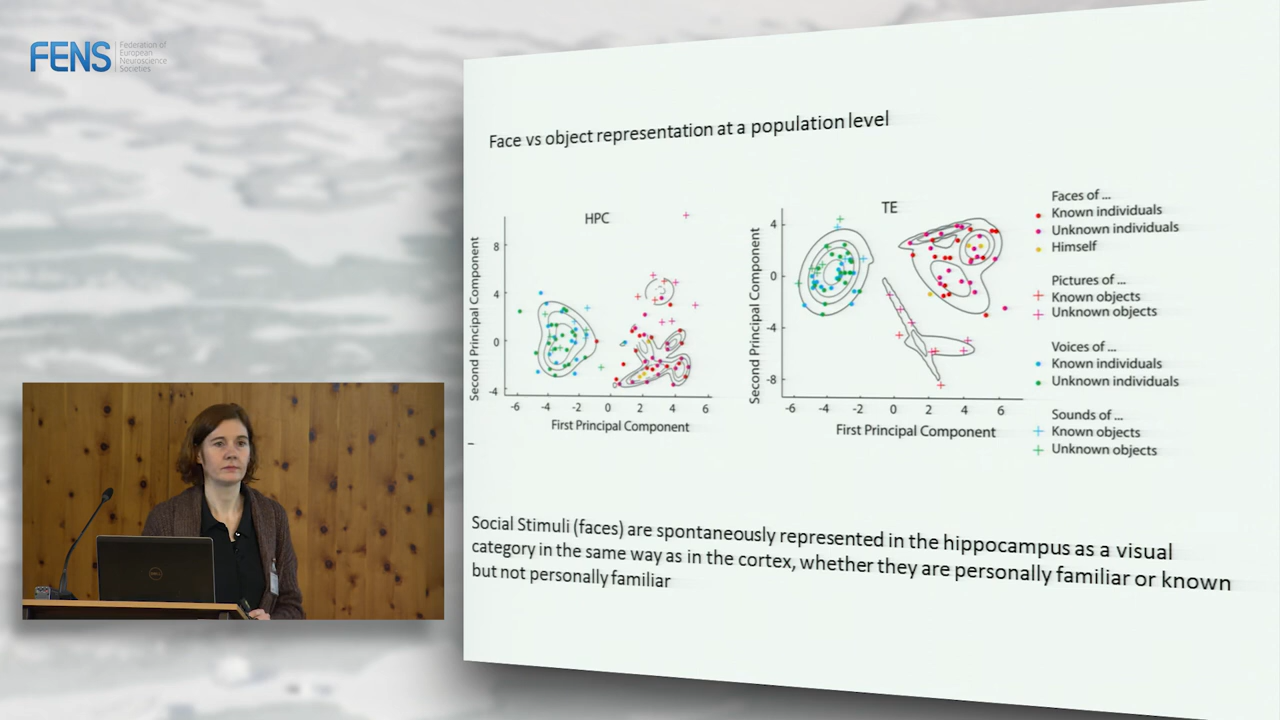 FENS
Federation of
European
Neuroscience
Societies
Face vs object representation at a population level
HPC
Second Principal Component
8
4
0
-4
-6 -4 -2 0 2 4 6
First Principal Component
TE
Second Principal Component
4
0
-4
-8
-6 -4 -2 0 2 4 6
First Principal Component
Faces of ...
Known individuals
Unknown individuals
Himself
Pictures of ...
Known objects
Unknown objects
Voices of ...
Known individuals
Unknown individuals
Sounds of ...
Known objects
Unknown objects
Social Stimuli (faces) are spontaneously represented in the hippocampus as a visual
category in the same way as in the cortex, whether they are personally familiar or known
but not personally familiar